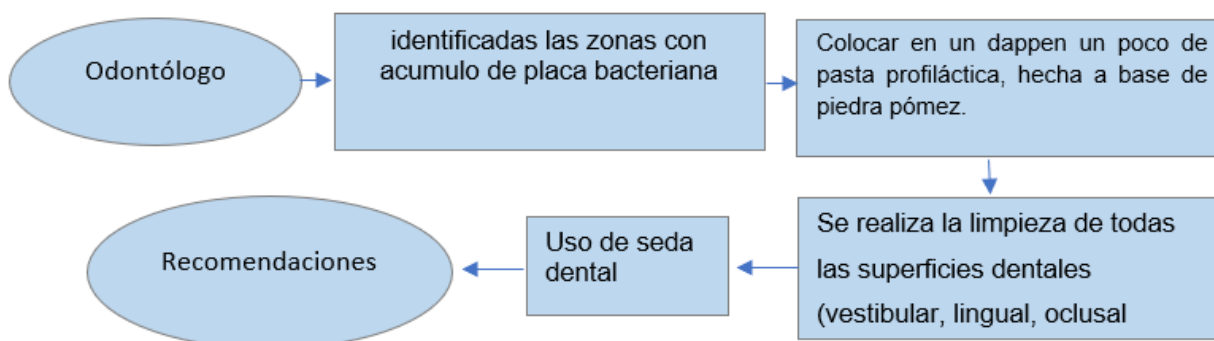 Odontólogo
identificadas las zonas con
acumulo de placa bacteriana
Colocar en un dappen un poco de
pasta profiláctica, hecha a base de
piedra pómez.
Se realiza la limpieza de todas
las superficies dentales
(vestibular, lingual, oclusal
Uso de seda
dental
Recomendaciones